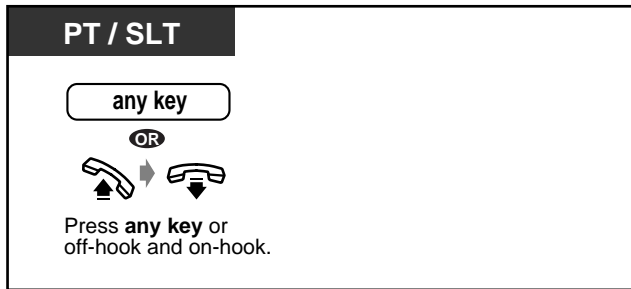 PT / SLT
any key
OR
Press any key or
off-hook and on-hook.